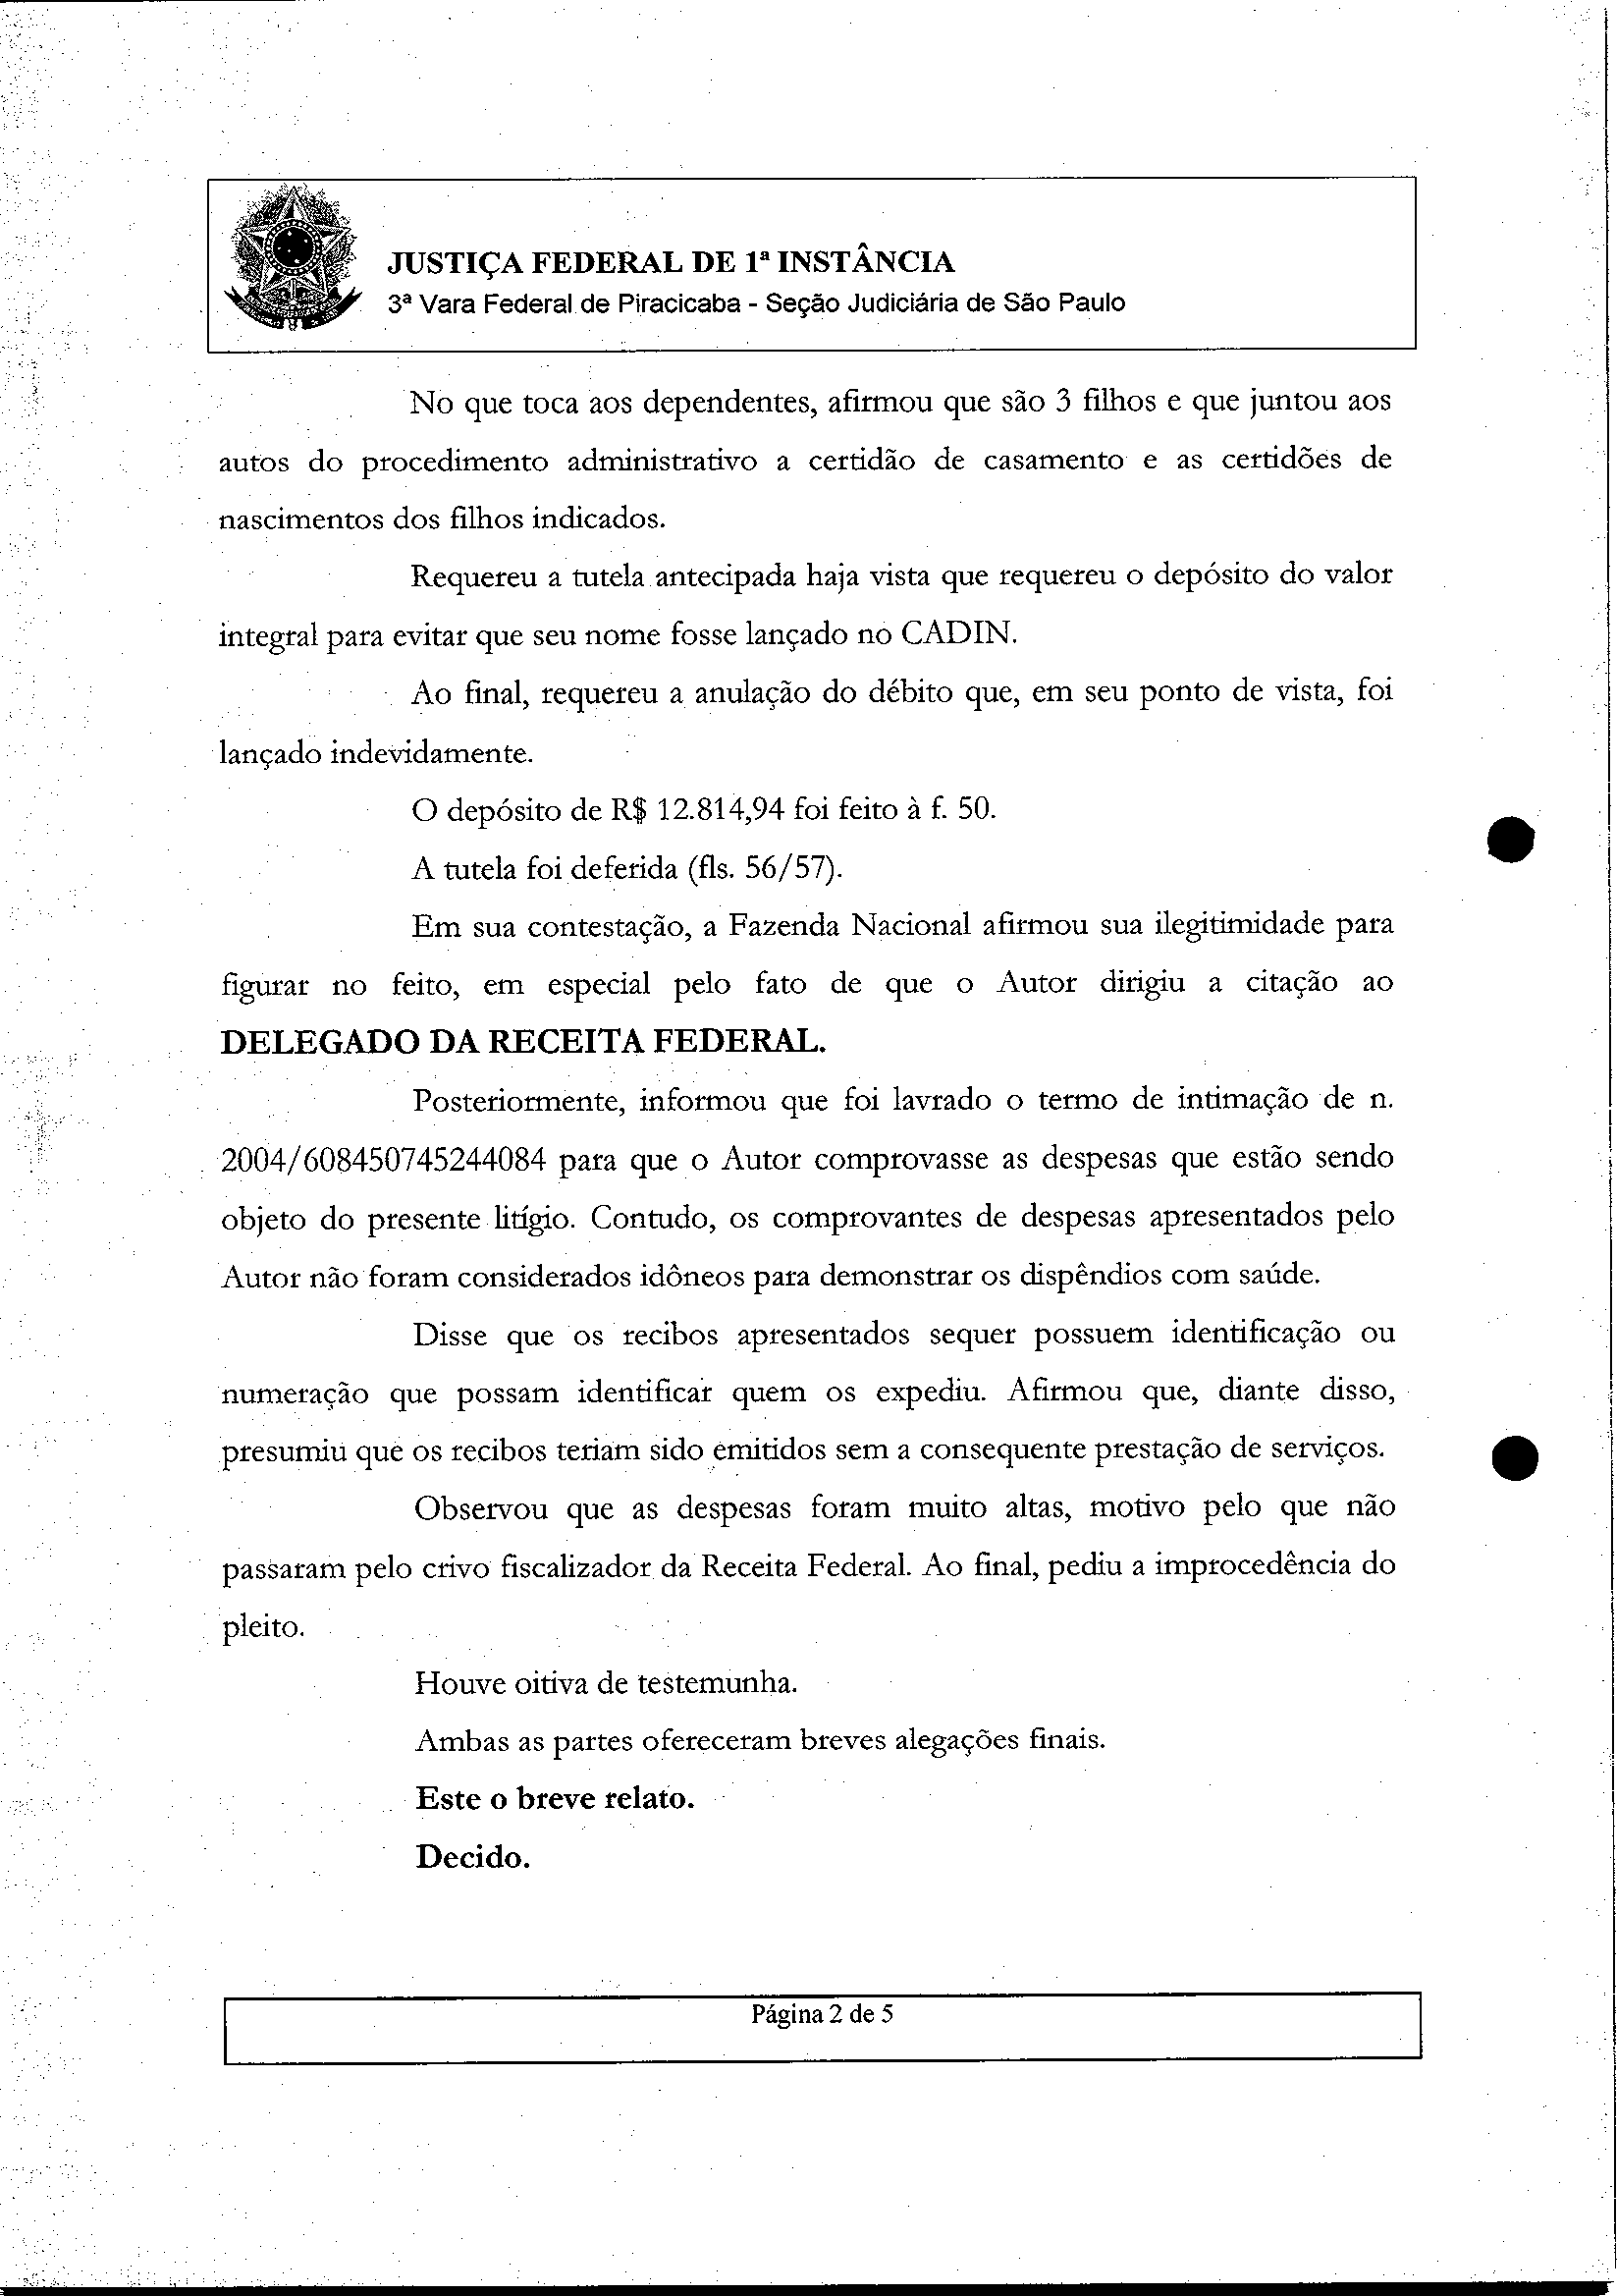 JUSTIÇA FEDERAL DE 1ª INSTÂNCIA
3ª Vara Federal de Piracicaba - Seção Judiciária de São Paulo
No que toca aos dependentes, afirmou que são 3 filhos e que juntou aos
autos do procedimento administrativo a certidão de casamento e as certidões de
nascimentos dos filhos indicados.
Requereu a tutela antecipada haja vista que requereu o depósito do valor
integral para evitar que seu nome fosse lançado no CADIN.
Ao final, requereu a anulação do débito que, em seu ponto de vista, foi
lançado indevidamente.
O depósito de R$ 12.814,94 foi feito à f. 50.
A tutela foi deferida (fls. 56/57).
Em sua contestação, a Fazenda Nacional afirmou sua ilegitimidade para
figurar no feito, em especial pelo fato de que o Autor dirigiu a citação ao
DELEGADO DA RECEITA FEDERAL.
Posteriormente, informou que foi lavrado o termo de intimação de n.
2004/608450745244084 para que o Autor comprovasse as despesas que estão sendo
objeto do presente litígio. Contudo, os comprovantes de despesas apresentados pelo
Autor não foram considerados idôneos para demonstrar os dispêndios com saúde.
Disse que os recibos apresentados sequer possuem identificação ou
numeração que possam identificar quem os expediu. Afirmou que, diante disso,
presumiu que os recibos teriam sido emitidos sem a consequente prestação de serviços.
Observou que as despesas foram muito altas, motivo pelo que não
passaram pelo crivo fiscalizador da Receita Federal. Ao final, pediu a improcedência do
pleito.
Houve oitiva de testemunha.
Ambas as partes ofereceram breves alegações finais.
Este o breve relato.
Decido.
Página 2 de 5